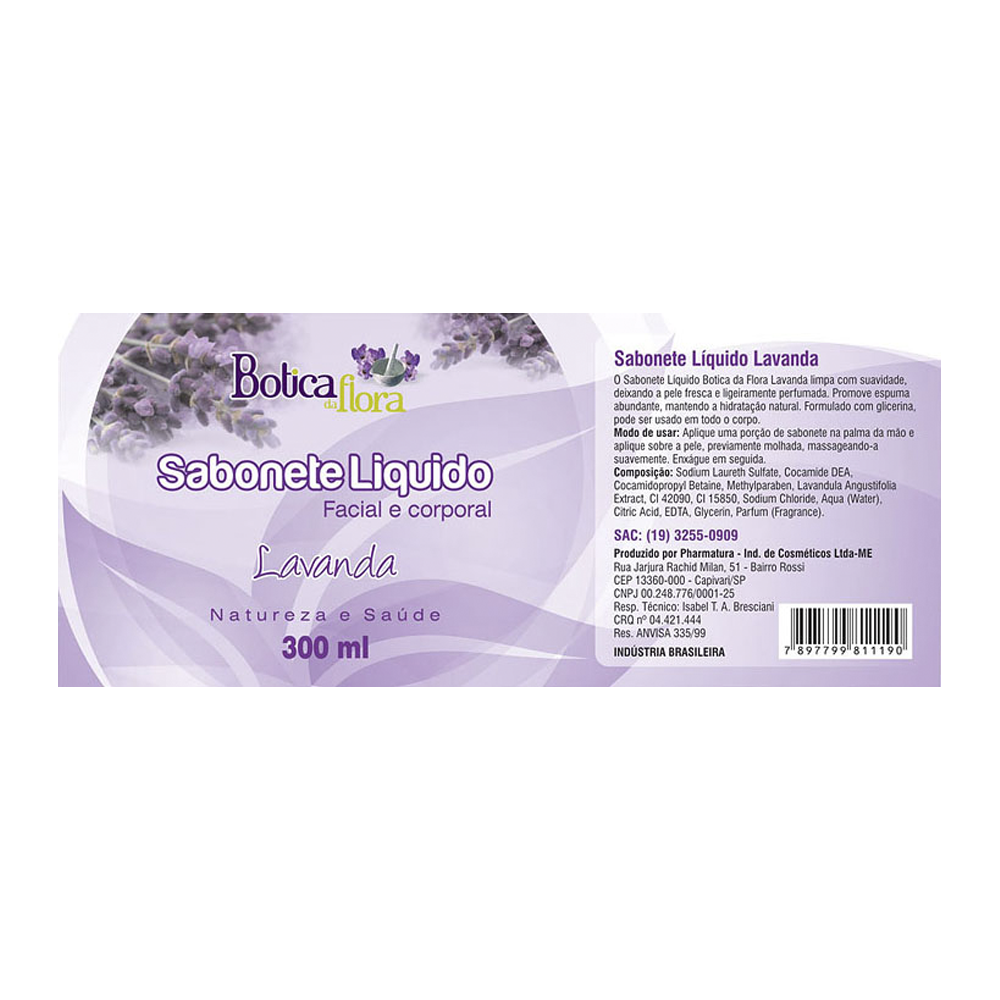 Botica da flora
Sabonete Liquido
Facial e corporal
Lavanda
Natureza e Saúde
300 ml
Sabonete Líquido Lavanda
O Sabonete Líquido Botica da Flora Lavanda limpa com suavidade,
deixando a pele fresca e ligeiramente perfumada. Promove espuma
abundante, mantendo a hidratação natural. Formulado com glicerina,
pode ser usado em todo o corpo.
Modo de usar: Aplique uma porção de sabonete na palma da mão e
aplique sobre a pele, previamente molhada, massageando-a
suavemente. Enxágue em seguida.
Composição: Sodium Laureth Sulfate, Cocamide DEA,
Cocamidopropyl Betaine, Methylparaben, Lavandula Angustifolia
Extract, CI 42090, CI 15850, Sodium Chloride, Aqua (Water),
Citric Acid, EDTA, Glycerin, Parfum (Fragrance).
SAC: (19) 3255-0909
Produzido por Pharmatura - Ind. de Cosméticos Ltda-ME
Rua Jarjura Rachid Milan, 51 - Bairro Rossi
CEP 13360-000 - Capivari/SP
CNPJ 00.248.776/0001-25
Resp. Técnico: Isabel T. A. Bresciani
CRQ nº 04.421.444
Res. ANVISA 335/99
INDÚSTRIA BRASILEIRA
7 897799 811190